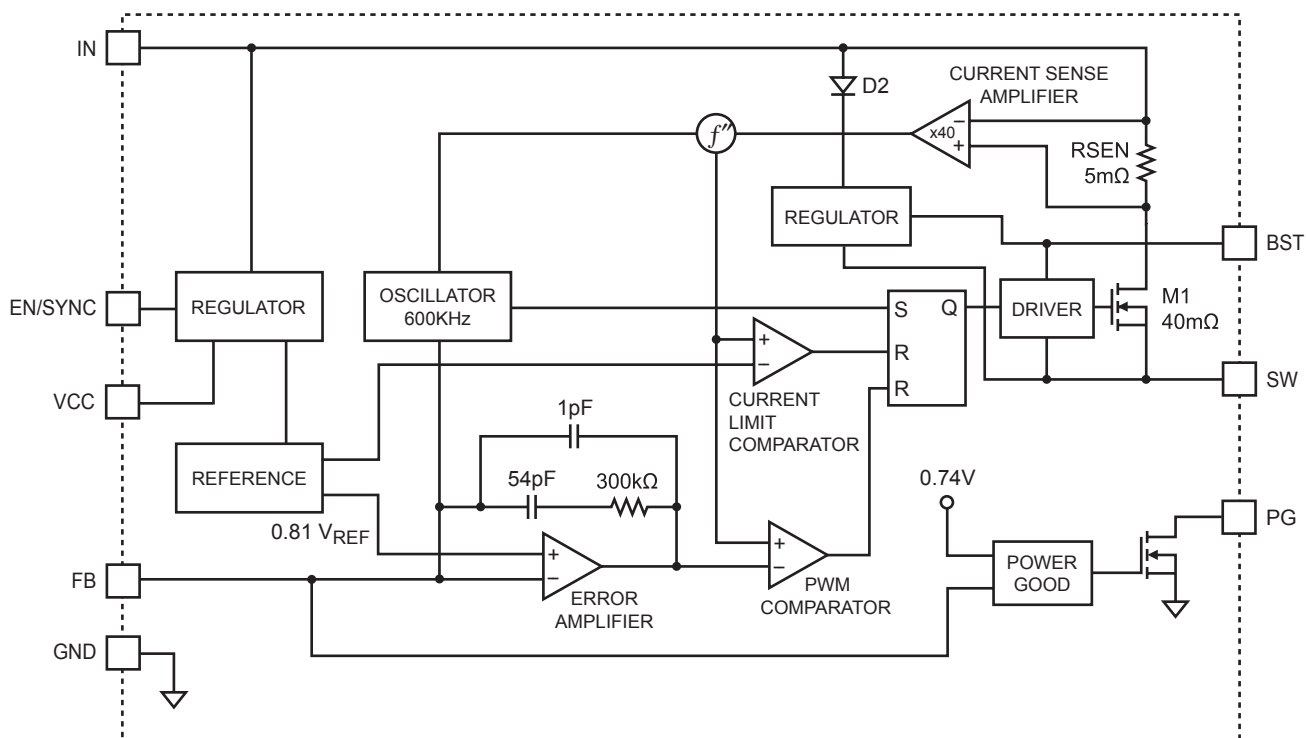 IN
D2
CURRENT SENSE
AMPLIFIER
f″
x40
−
+
RSEN
5mΩ
REGULATOR
BST
EN/SYNC
REGULATOR
OSCILLATOR
600KHz
S
Q
DRIVER
M1
40mΩ
+
−
R
R
SW
VCC
CURRENT
LIMIT
COMPARATOR
1pF
REFERENCE
54pF
300kΩ
0.74V
PG
0.81 VREF
+
−
+
−
POWER
GOOD
FB
ERROR
AMPLIFIER
PWM
COMPARATOR
GND